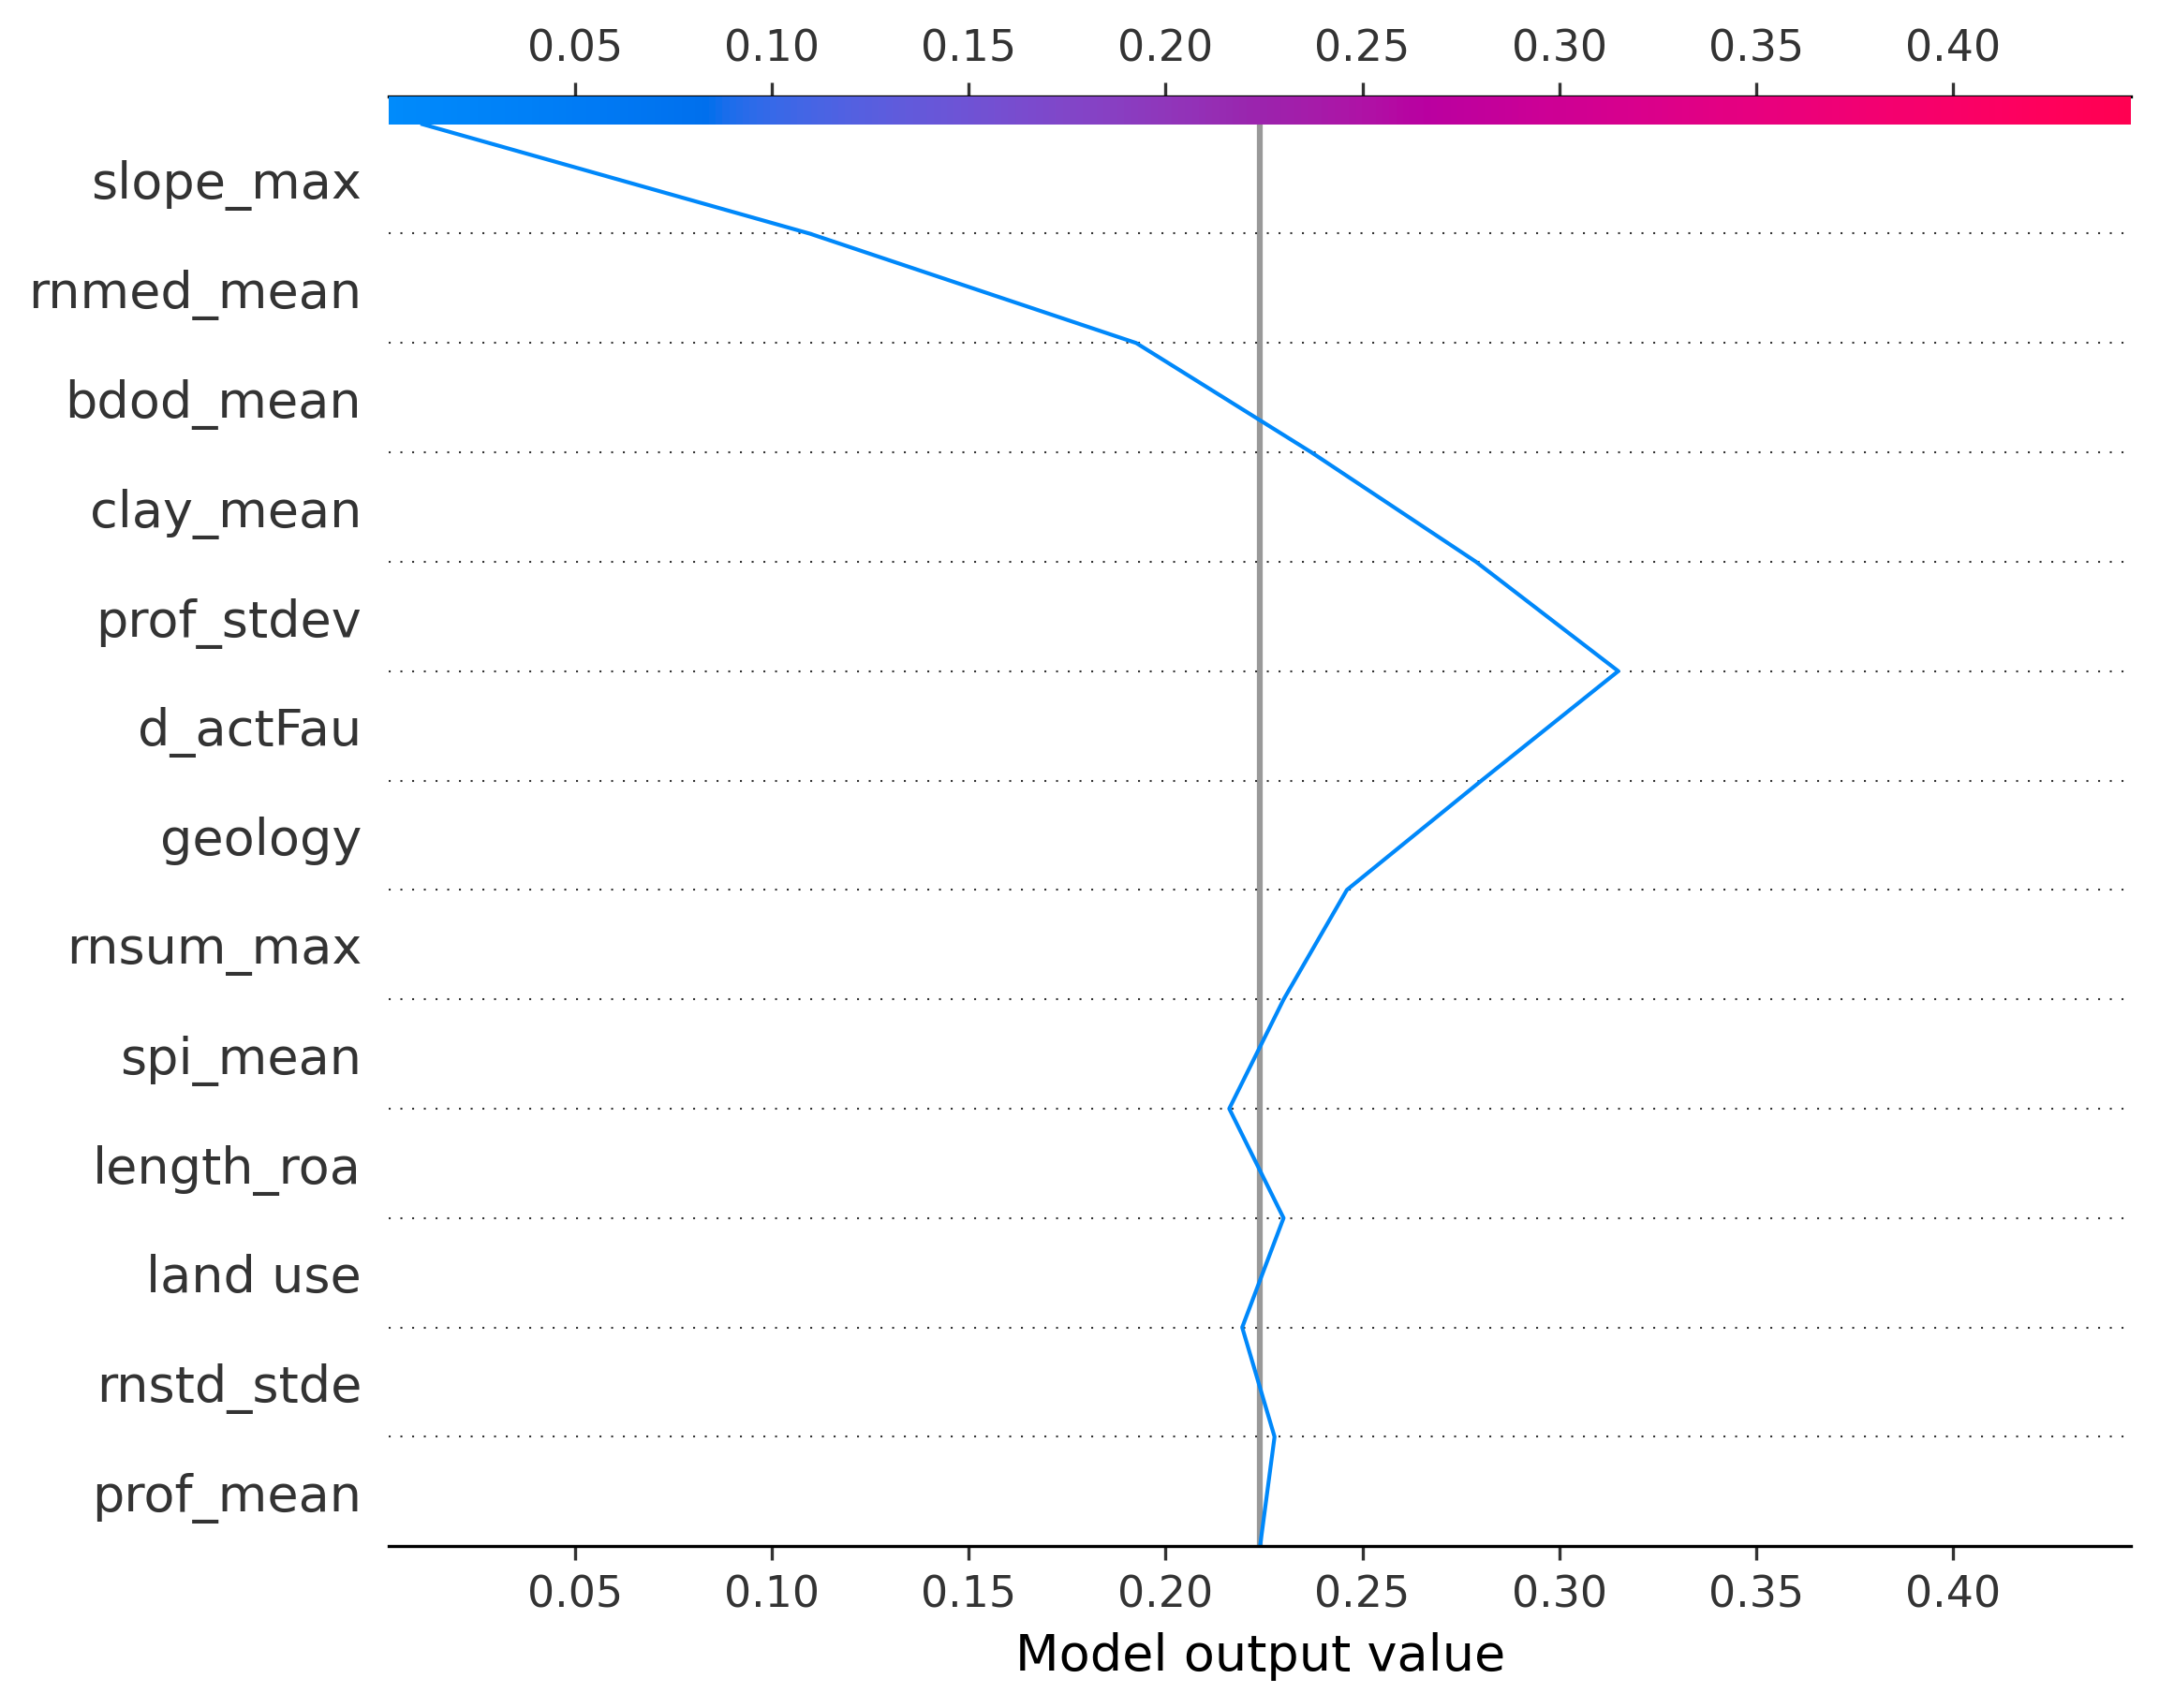 0.05 0.10 0.15 0.20 0.25 0.30 0.35 0.40
slope_max
rnmed_mean
bdod_mean
clay_mean
prof_stdev
d_actFau
geology
rnsum_max
spi_mean
length_roa
land use
rnstd_stde
prof_mean
0.05 0.10 0.15 0.20 0.25 0.30 0.35 0.40
Model output value